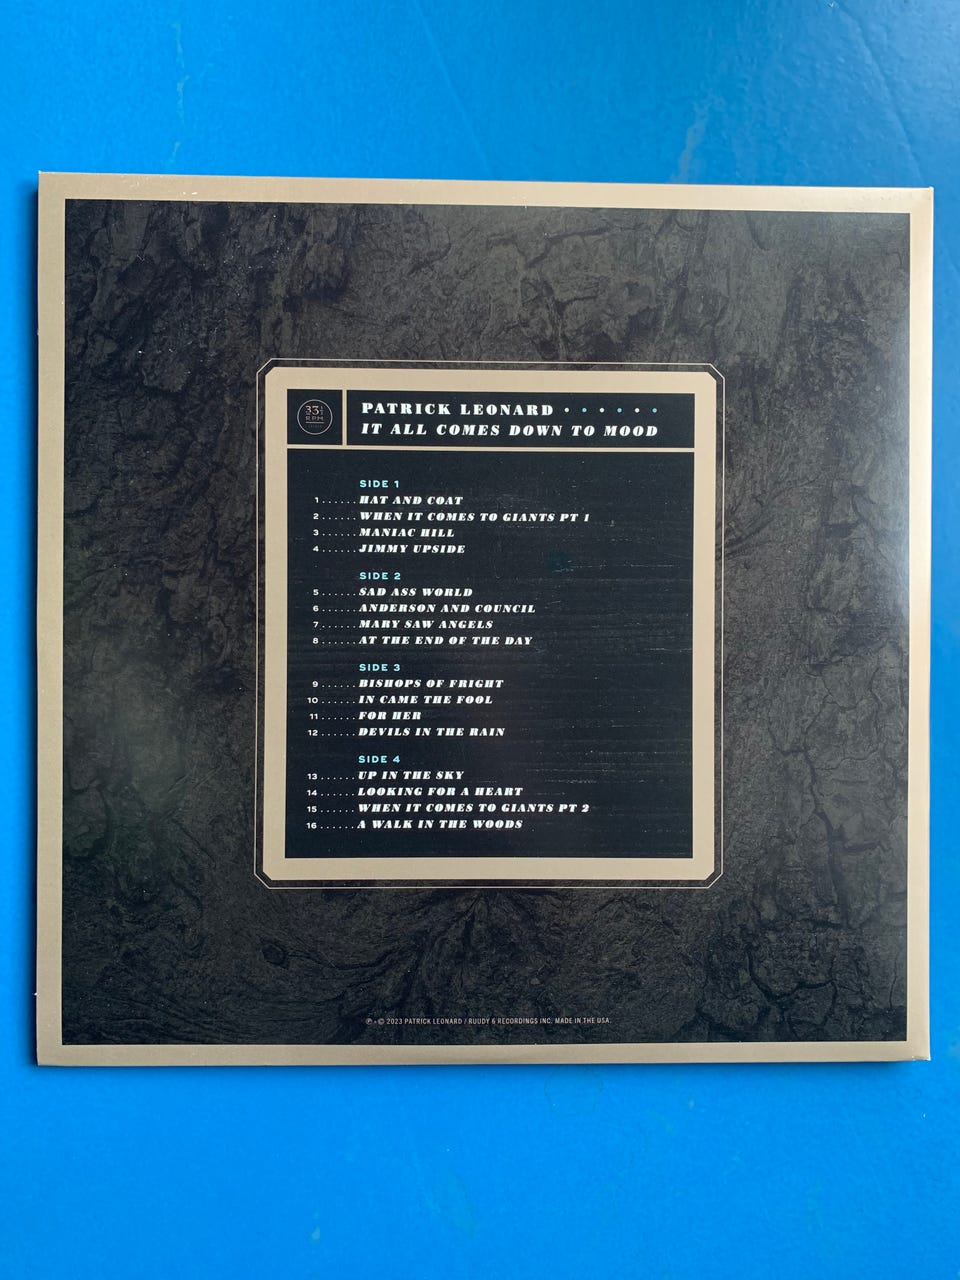 33⅓
RPM
PATRICK LEONARD
IT ALL COMES DOWN TO MOOD
SIDE 1
1......HAT AND COAT
2......WHEN IT COMES TO GIANTS PT 1
3......MANIAC HILL
4......JIMMY UPSIDE
SIDE 2
5......SAD ASS WORLD
6......ANDERSON AND COUNCIL
7......MARY SAW ANGELS
8......AT THE END OF THE DAY
SIDE 3
9......BISHOPS OF FRIGHT
10......IN CAME THE FOOL
11......FOR HER
12......DEVILS IN THE RAIN
SIDE 4
13......UP IN THE SKY
14......LOOKING FOR A HEART
15......WHEN IT COMES TO GIANTS PT 2
16......A WALK IN THE WOODS
℗ + © 2023 PATRICK LEONARD / RUUDY 6 RECORDINGS INC. MADE IN THE USA.